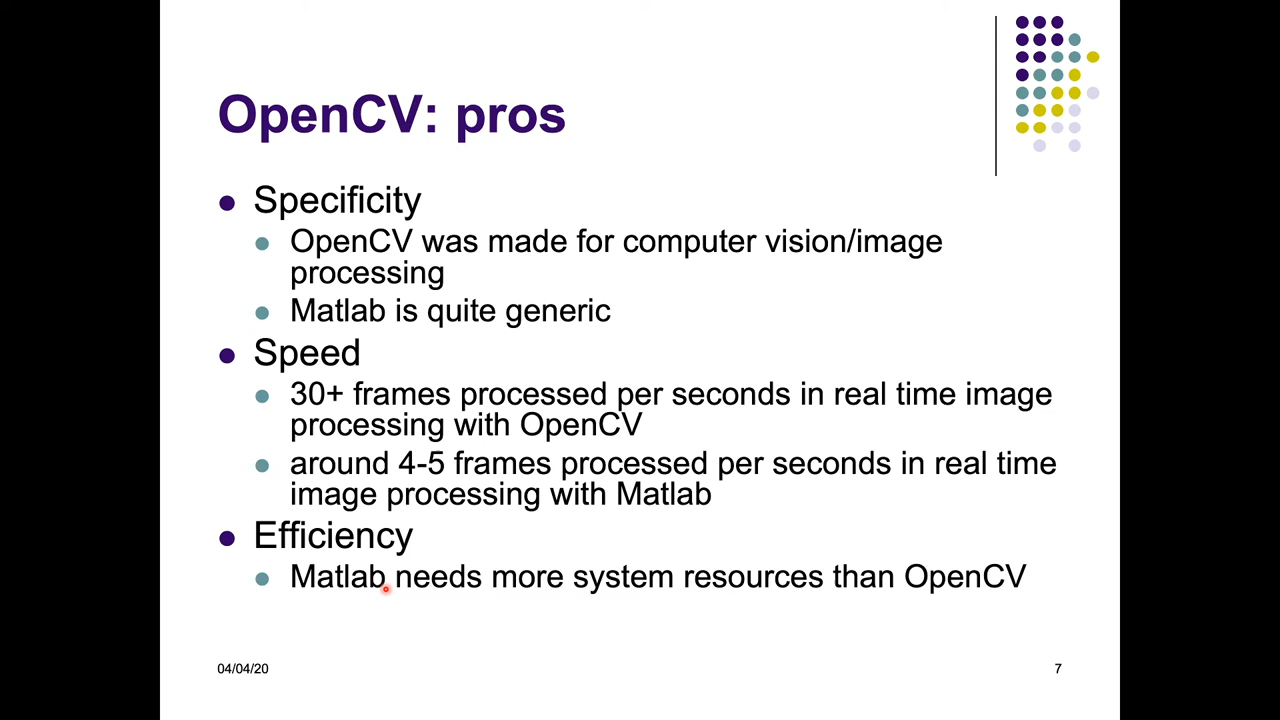 OpenCV: pros
Specificity
OpenCV was made for computer vision/image
processing
Matlab is quite generic
Speed
30+ frames processed per seconds in real time image
processing with OpenCV
around 4-5 frames processed per seconds in real time
image processing with Matlab
Efficiency
Matlab needs more system resources than OpenCV
04/04/20
7